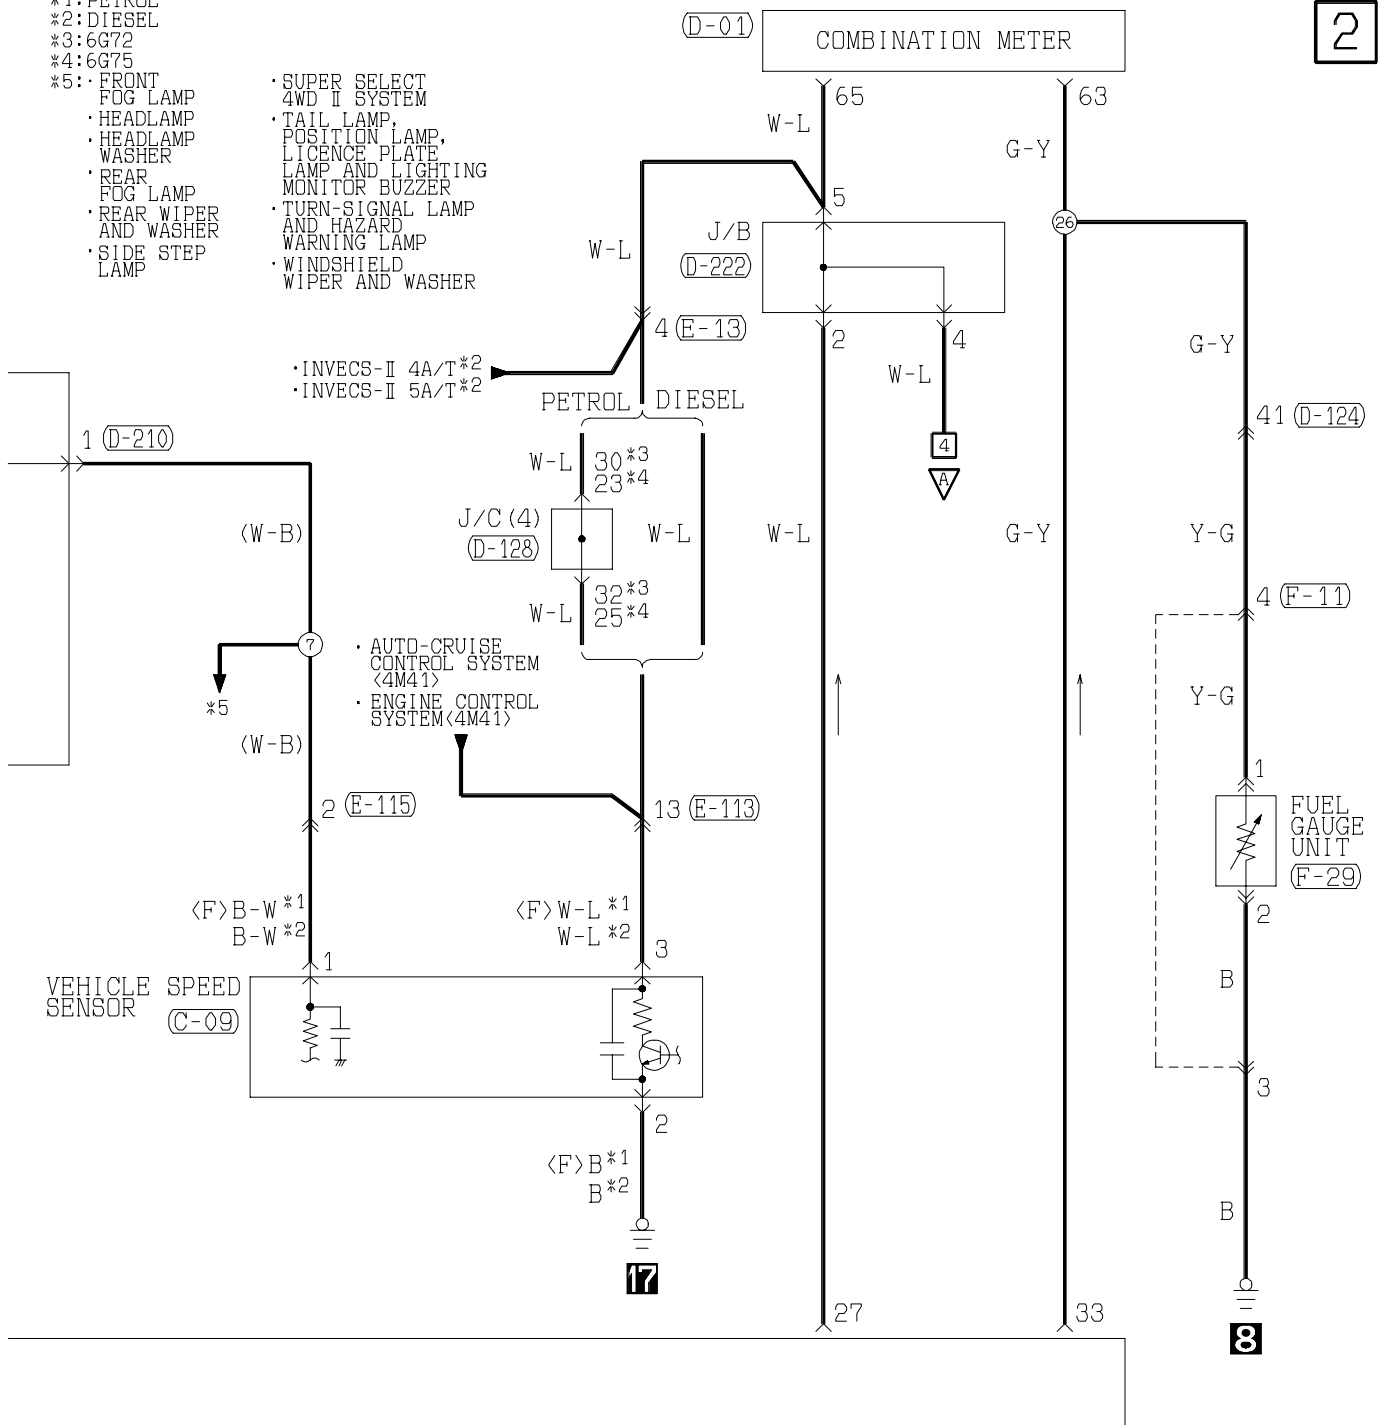 *1:PETROL
*2:DIESEL
*3:6G72
*4:6G75
*5:·FRONT
FOG LAMP
·HEADLAMP
·HEADLAMP
WASHER
·REAR
FOG LAMP
·REAR WIPER
AND WASHER
·SIDE STEP
LAMP
·SUPER SELECT
4WD Ⅱ SYSTEM
·TAIL LAMP,
POSITION LAMP,
LICENCE PLATE
LAMP AND LIGHTING
MONITOR BUZZER
·TURN-SIGNAL LAMP
AND HAZARD
WARNING LAMP
·WINDSHIELD
WIPER AND WASHER
(D-01)
COMBINATION METER
2
65
63
W-L
G-Y
5
26
J/B
(D-222)
W-L
4 (E-13)
2
4
G-Y
·INVECS-Ⅱ 4A/T*2
·INVECS-Ⅱ 5A/T*2
W-L
PETROL
DIESEL
41 (D-124)
1 (D-210)
4
A
W-L
30*3
23*4
J/C(4)
(D-128)
(W-B)
W-L
W-L
G-Y
Y-G
32*3
25*4
W-L
4 (F-11)
7
·AUTO-CRUISE
CONTROL SYSTEM
<4M41>
·ENGINE CONTROL
SYSTEM<4M41>
*5
Y-G
(W-B)
1
2 (E-115)
13 (E-113)
FUEL
GAUGE
UNIT
(F-29)
<F>B-W*1
B-W*2
<F>W-L*1
W-L*2
2
1
3
VEHICLE SPEED
SENSOR
(C-09)
B
3
2
<F>B*1
B*2
B
17
27
33
8